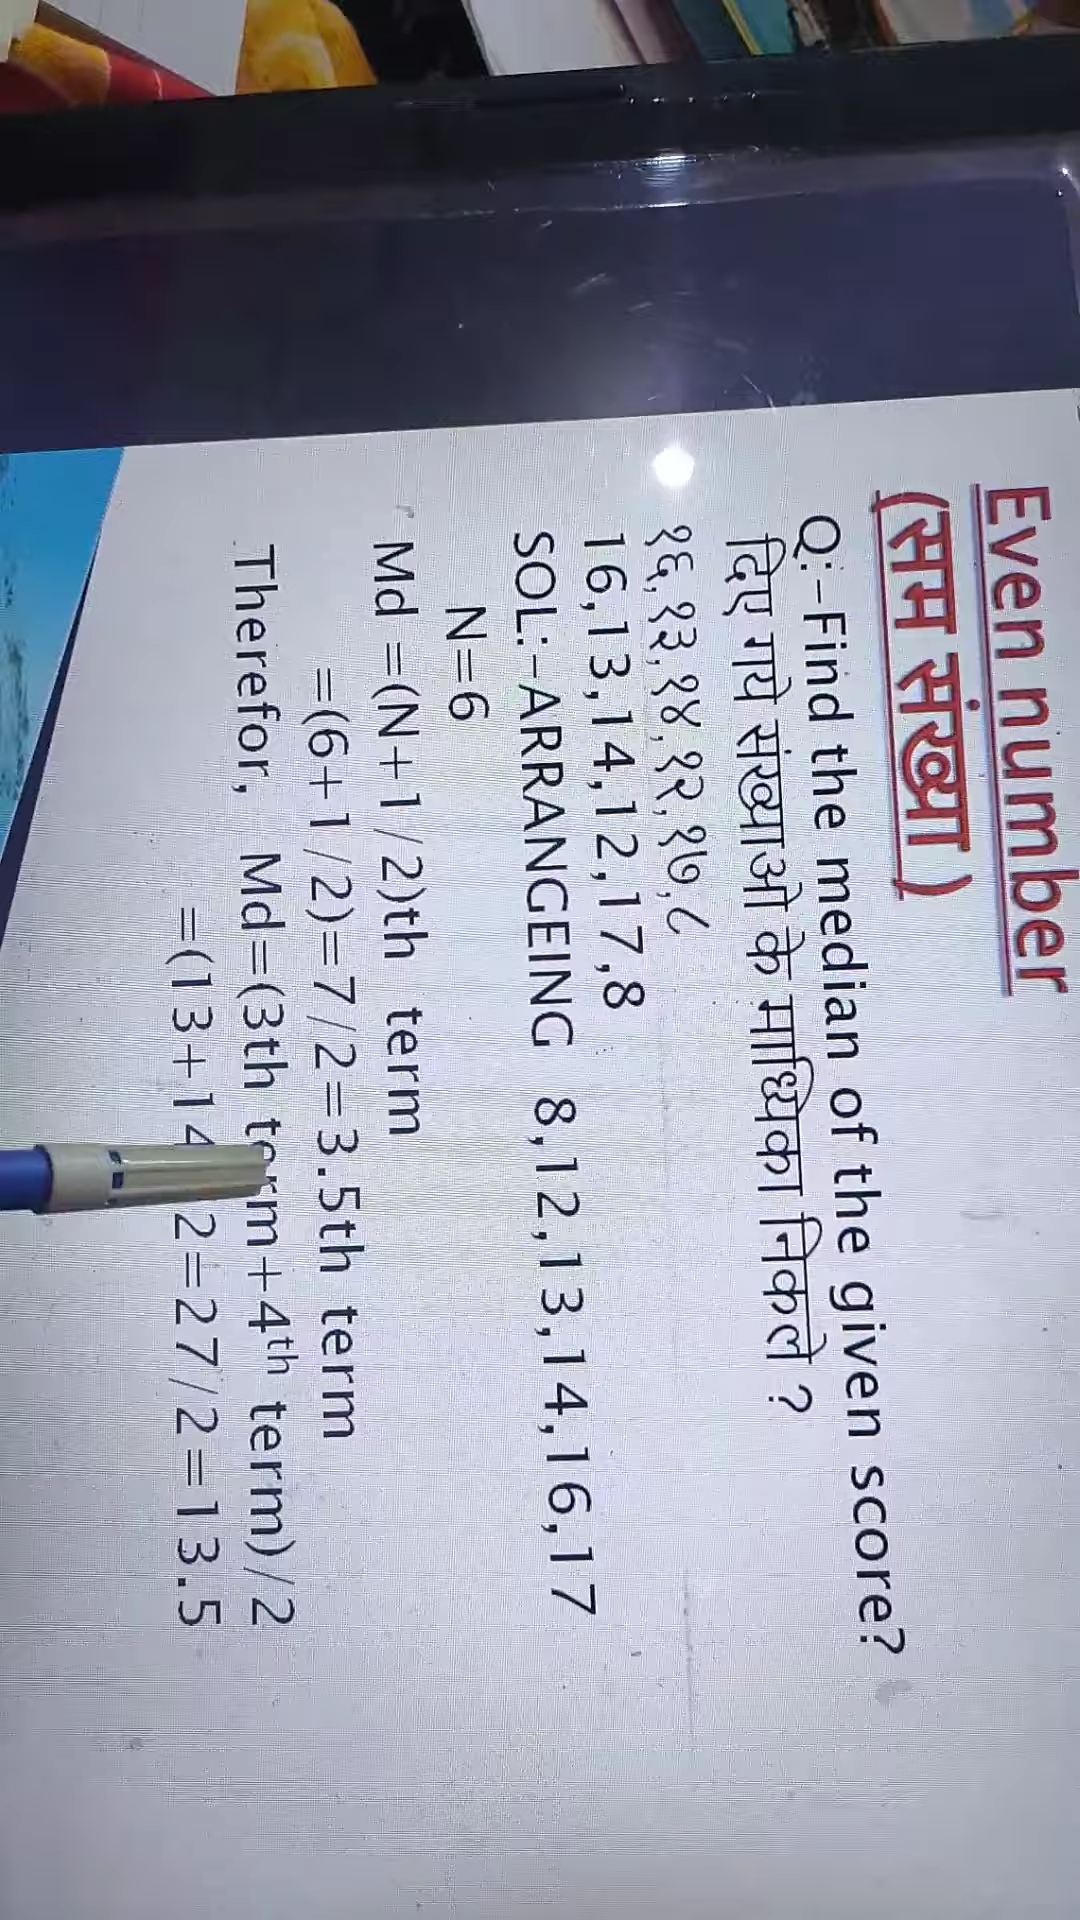 Even number
(सम संख्या )
Q:-Find the median of the given score?
दिए गये संख्याओ के माध्यिका निकले ?
१६,१३,१४,१२,१७,८
16,13,14,12,17,8
SOL:-ARRANGEING 8,12,13,14,16,17
N=6
Md =(N+1/2)th term
=(6+1/2)=7/2=3.5th term
Therefor, Md=(3th term+4th term)/2
=(13+14 2=27/2=13.5